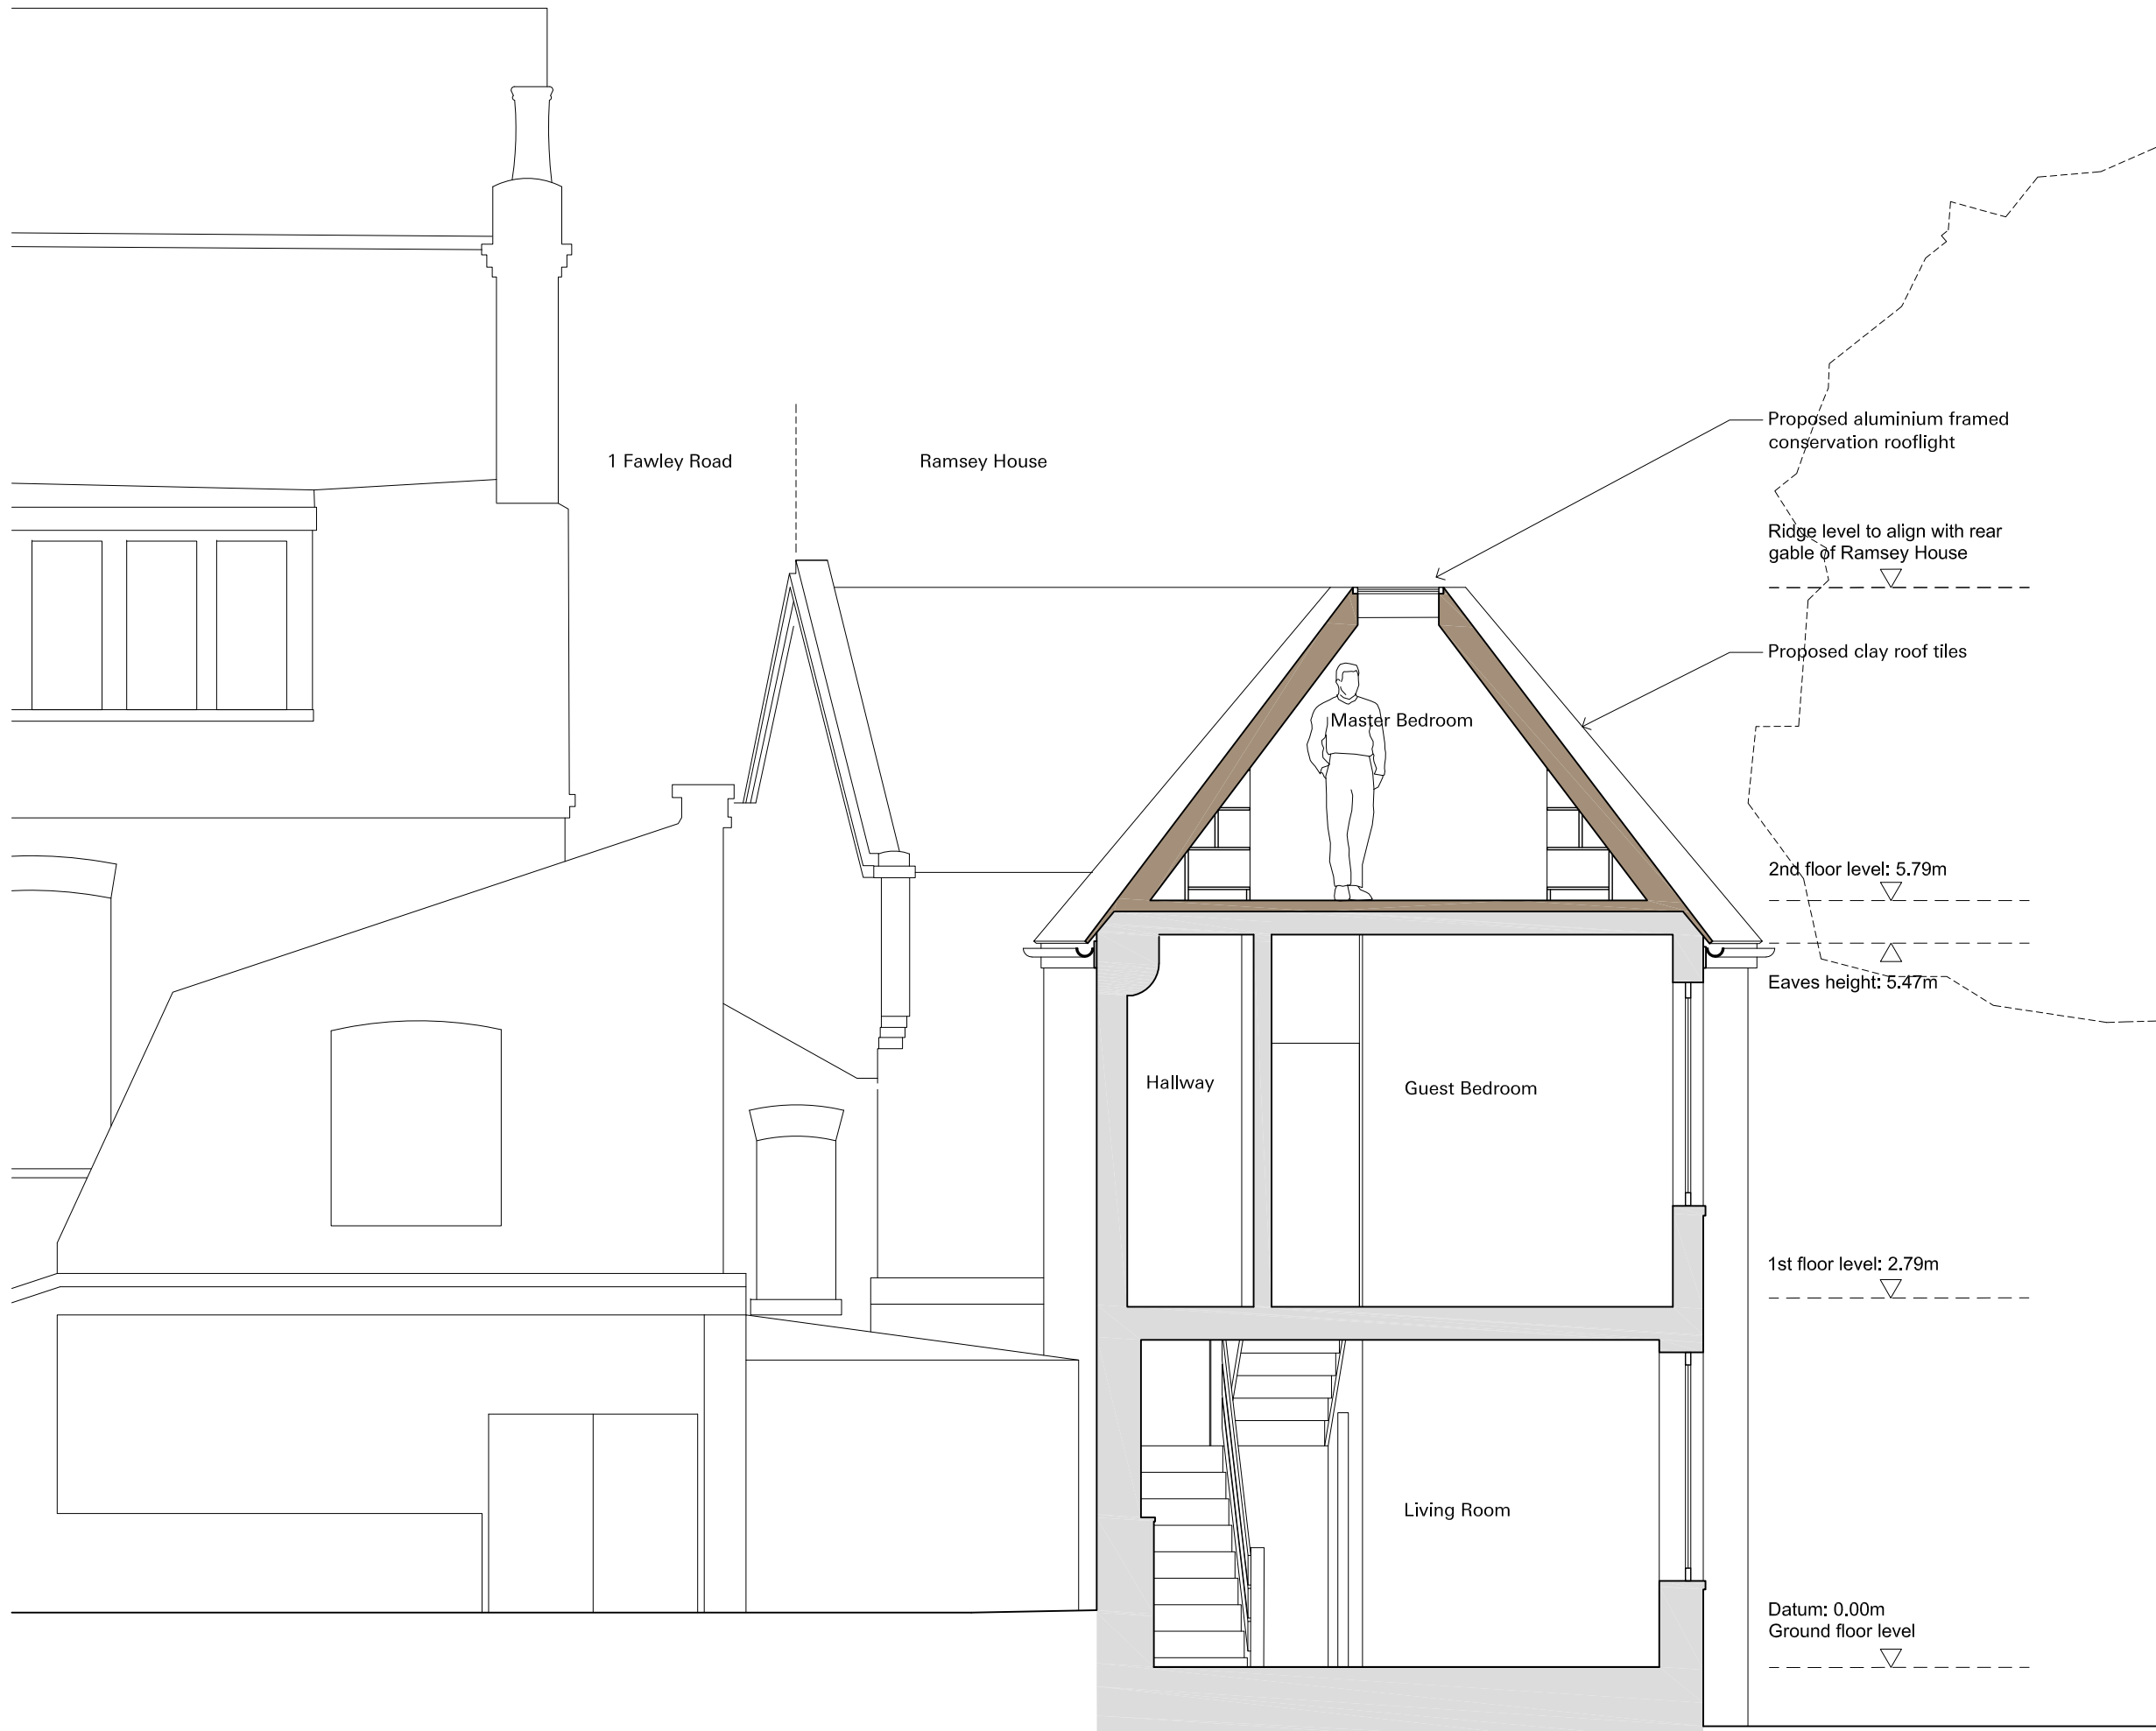 Proposed aluminium framed
conservation rooflight
1 Fawley Road
Ramsey House
Ridge level to align with rear
gable of Ramsey House
Proposed clay roof tiles
Master Bedroom
2nd floor level: 5.79m
Eaves height: 5.47m
Hallway
Guest Bedroom
1st floor level: 2.79m
Living Room
Datum: 0.00m
Ground floor level